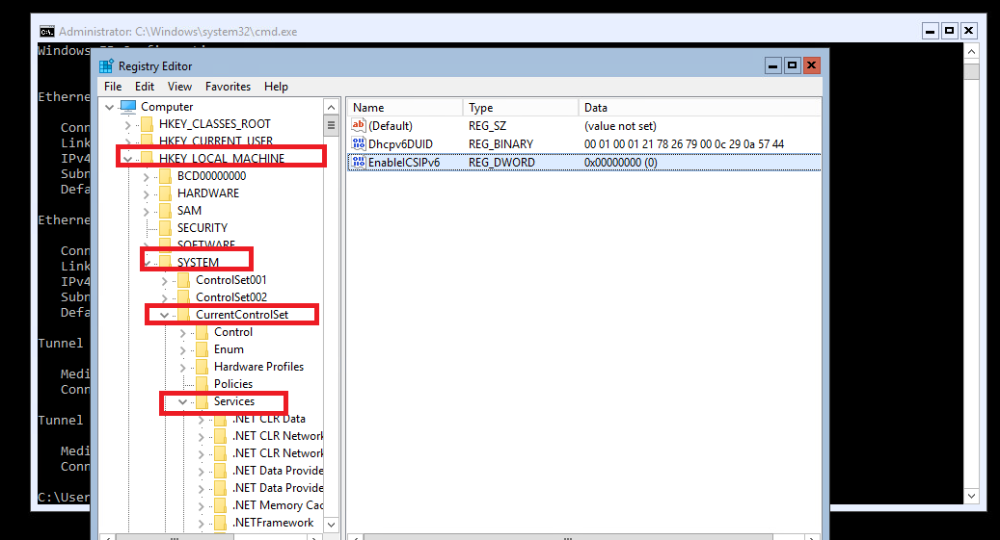 Administrator: C:\Windows\system32\cmd.exe
Windows
Registry Editor
File Edit View Favorites Help
Computer
HKEY_CLASSES_ROOT
HKEY_CURRENT_USER
HKEY_LOCAL_MACHINE
BCD00000000
HARDWARE
SAM
SECURITY
SOFTWARE
SYSTEM
ControlSet001
ControlSet002
CurrentControlSet
Control
Enum
Hardware Profiles
Policies
Services
.NET CLR Data
.NET CLR Network
.NET CLR Network
.NET Data Provide
.NET Data Provide
.NET Memory Cac
.NETFramework
Name Type Data
(Default) REG_SZ (value not set)
Dhcpv6DUID REG_BINARY 00 01 00 01 21 78 26 79 00 0c 29 0a 57 44
EnableICSIPv6 REG_DWORD 0x00000000 (0)
Etherne
Conn
Link
IPv4
Subn
Defa
Etherne
Conn
Link
IPv4
Subn
Defa
Tunnel
Medi
Conn
Tunnel
Medi
Conn
C:\User